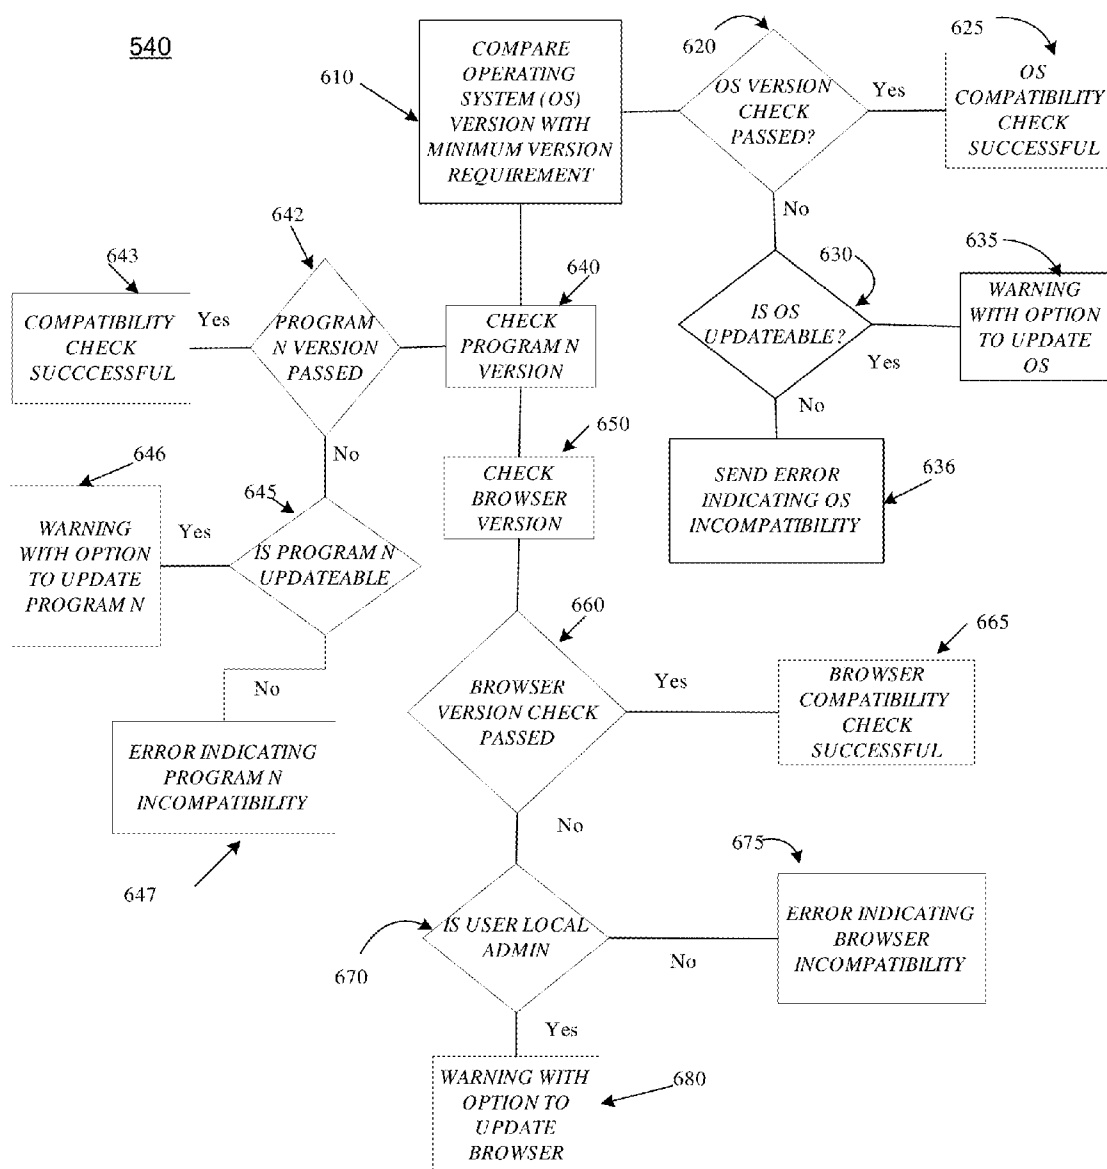 540
610
COMPARE
OPERATING
SYSTEM (OS)
VERSION WITH
MINIMUM VERSION
REQUIREMENT
620
OS VERSION
CHECK
PASSED?
Yes
625
OS
COMPATIBILITY
CHECK
SUCCESSFUL
No
630
IS OS
UPDATEABLE?
Yes
635
WARNING
WITH OPTION
TO UPDATE
OS
No
SEND ERROR
INDICATING OS
INCOMPATIBILITY
636
640
CHECK
PROGRAM N
VERSION
642
PROGRAM
N VERSION
PASSED
Yes
643
COMPATIBILITY
CHECK
SUCCCESSFUL
No
645
IS PROGRAM N
UPDATEABLE
Yes
646
WARNING
WITH OPTION
TO UPDATE
PROGRAM N
No
ERROR INDICATING
PROGRAM N
INCOMPATIBILITY
647
650
CHECK
BROWSER
VERSION
660
BROWSER
VERSION CHECK
PASSED
Yes
665
BROWSER
COMPATIBILITY
CHECK
SUCCESSFUL
No
670
IS USER LOCAL
ADMIN
No
675
ERROR INDICATING
BROWSER
INCOMPATIBILITY
Yes
680
WARNING WITH
OPTION TO
UPDATE
BROWSER